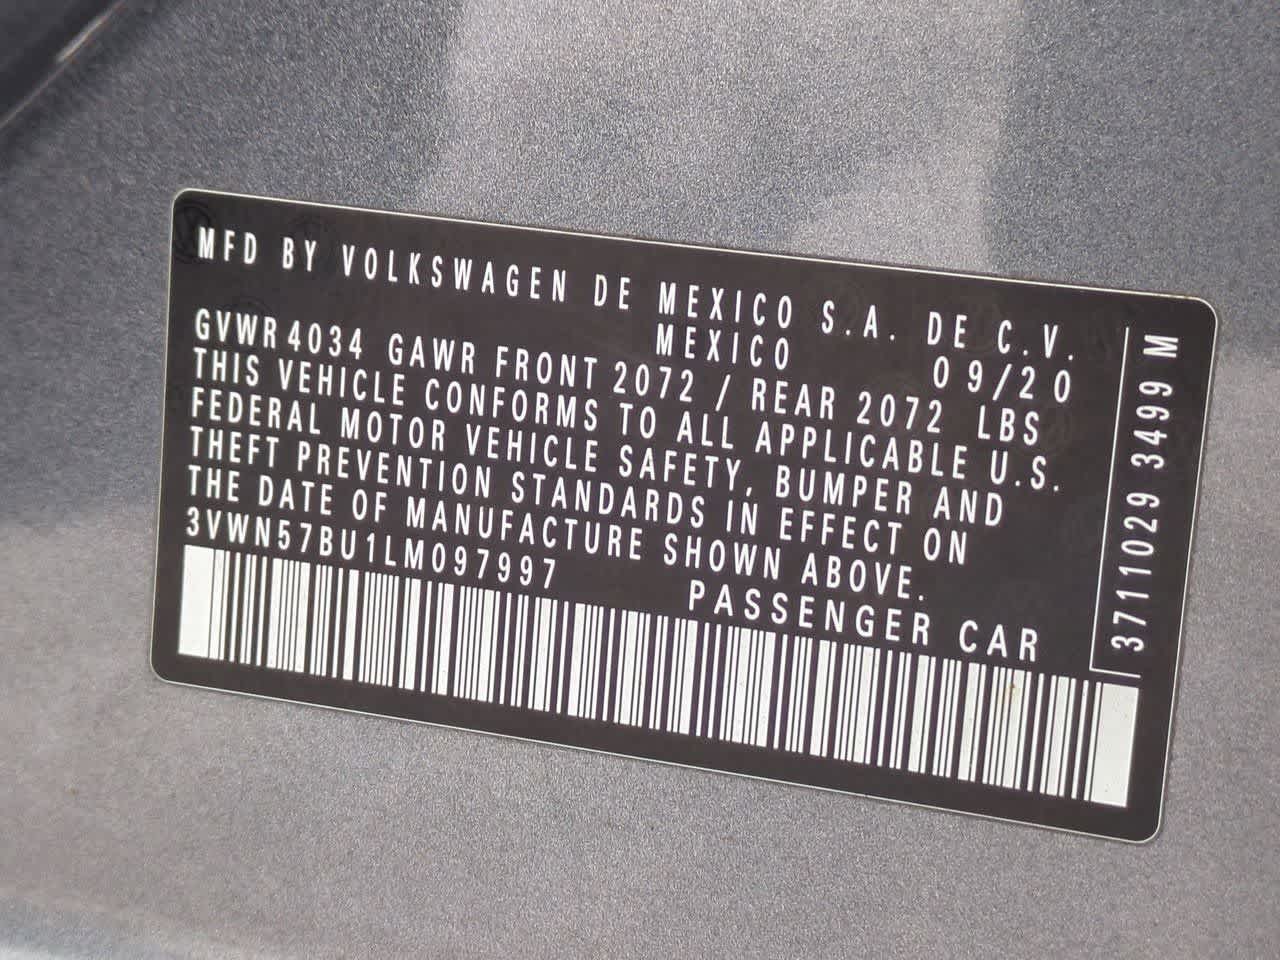 MFD BY VOLKSWAGEN DE MEXICO S.A. DE C.V.
MEXICO 09/20
GVWR 4034 GAWR FRONT 2072 / REAR 2072 LBS
THIS VEHICLE CONFORMS TO ALL APPLICABLE U.S.
FEDERAL MOTOR VEHICLE SAFETY, BUMPER AND
THEFT PREVENTION STANDARDS IN EFFECT ON
THE DATE OF MANUFACTURE SHOWN ABOVE.
3VWN57BU1LM097997
PASSENGER CAR
3711029 3499 M